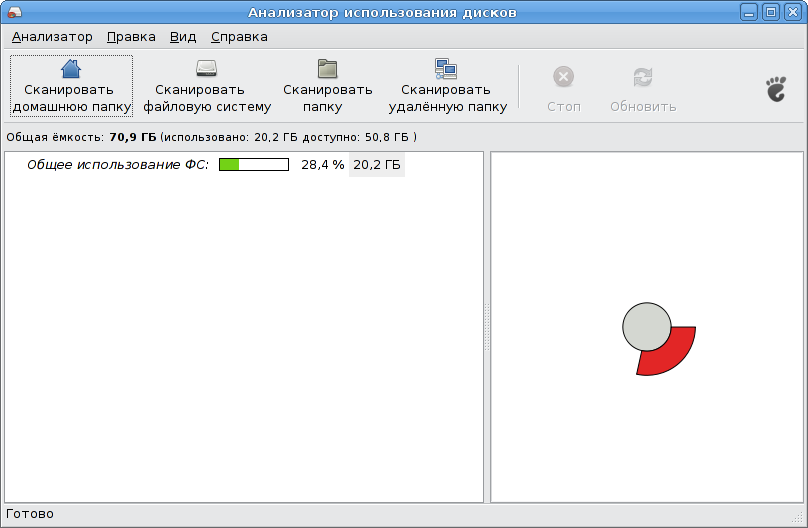 Анализатор использования дисков
Анализатор Правка Вид Справка
Сканировать домашнюю папку
Сканировать файловую систему
Сканировать папку
Сканировать удалённую папку
Стоп
Обновить
Общая ёмкость: 70,9 ГБ (использовано: 20,2 ГБ доступно: 50,8 ГБ )
Общее использование ФС: 28,4 % 20,2 ГБ
Готово